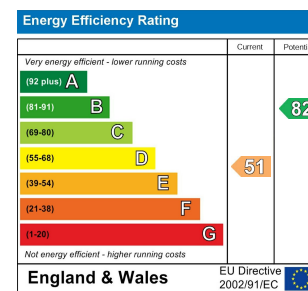 Energy Efficiency Rating
Current Potenti
Very energy efficient - lower running costs
(92 plus) A
(81-91) B
82
(69-80) C
(55-68) D
51
(39-54) E
(21-38) F
(1-20) G
Not energy efficient - higher running costs
England & Wales
EU Directive
2002/91/EC